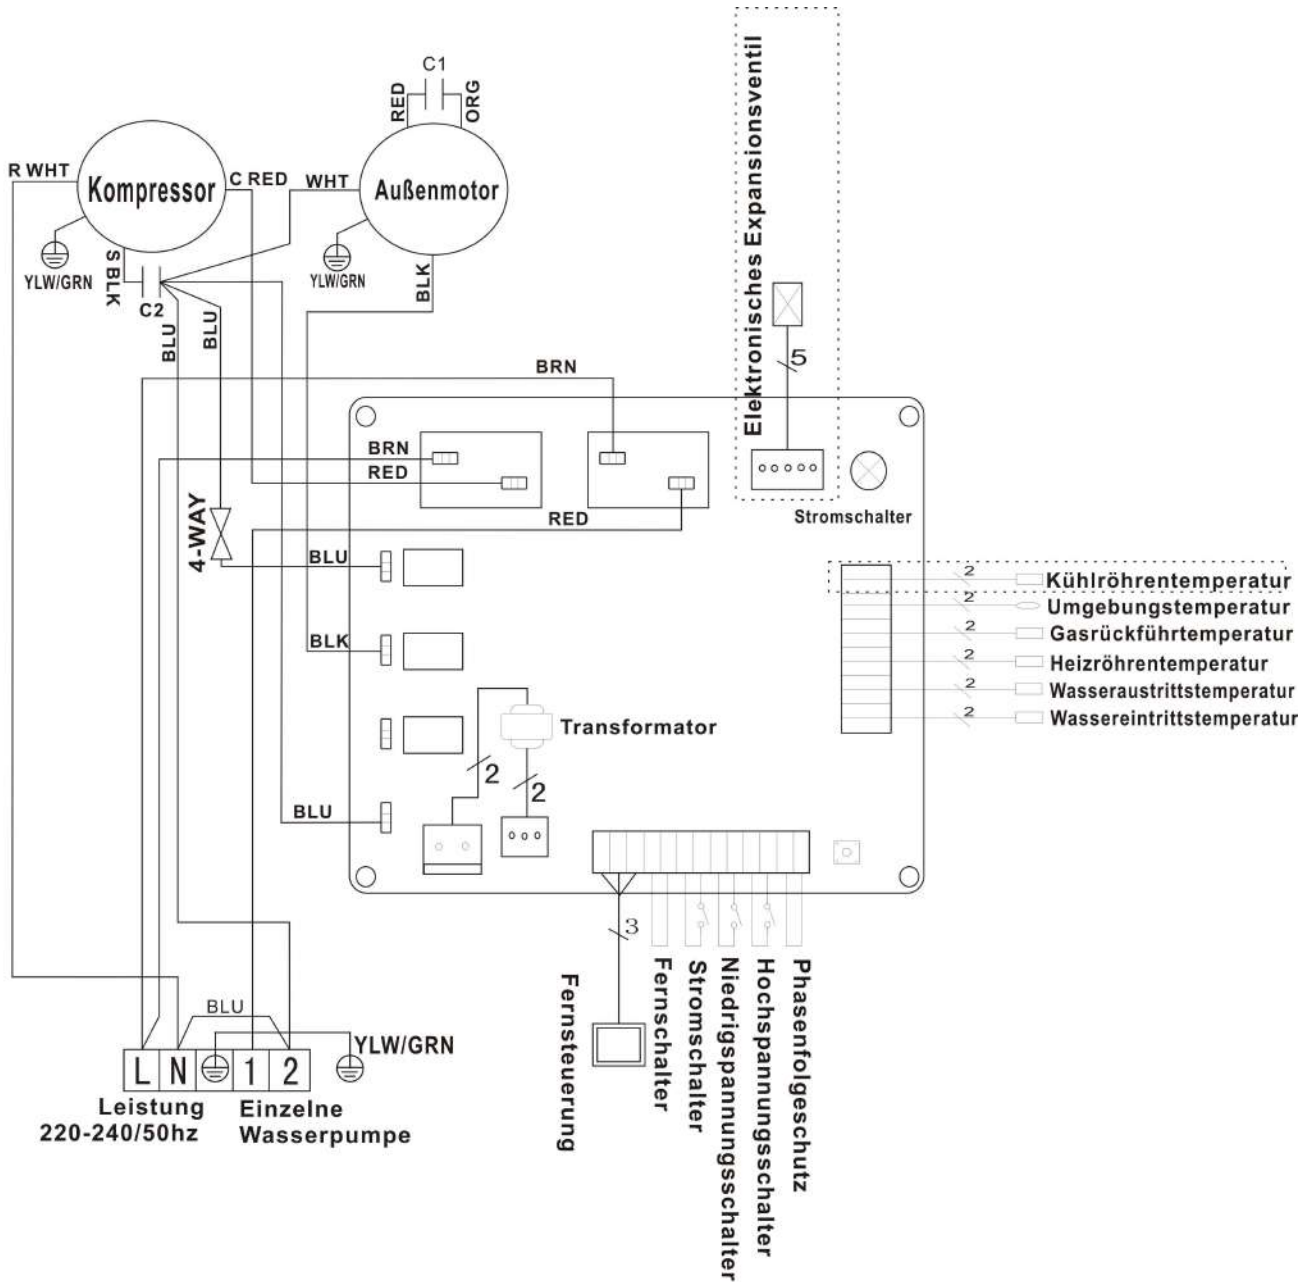 C1
RED
ORG
Elektronisches Expansionsventil
R WHT
Kompressor
C RED
WHT
Außenmotor
YLW/GRN
S BLK
C2
YLW/GRN
BLK
BLU
BLU
5
BRN
BRN
RED
Stromschalter
RED
4-WAY
BLU
2
Kühlröhrentemperatur
2
Umgebungstemperatur
2
Gasrückführtemperatur
BLK
2
Heizröhrentemperatur
2
Wasseraustrittstemperatur
2
Wassereintrittstemperatur
Transformator
2
2
BLU
3
Fernsteuerung
Fernschalter
Stromschalter
Niedrigspannungsschalter
Hochspannungsschalter
Phasenfolgeschutz
BLU
YLW/GRN
L N 1 2
Leistung
220-240/50hz
Einzelne
Wasserpumpe